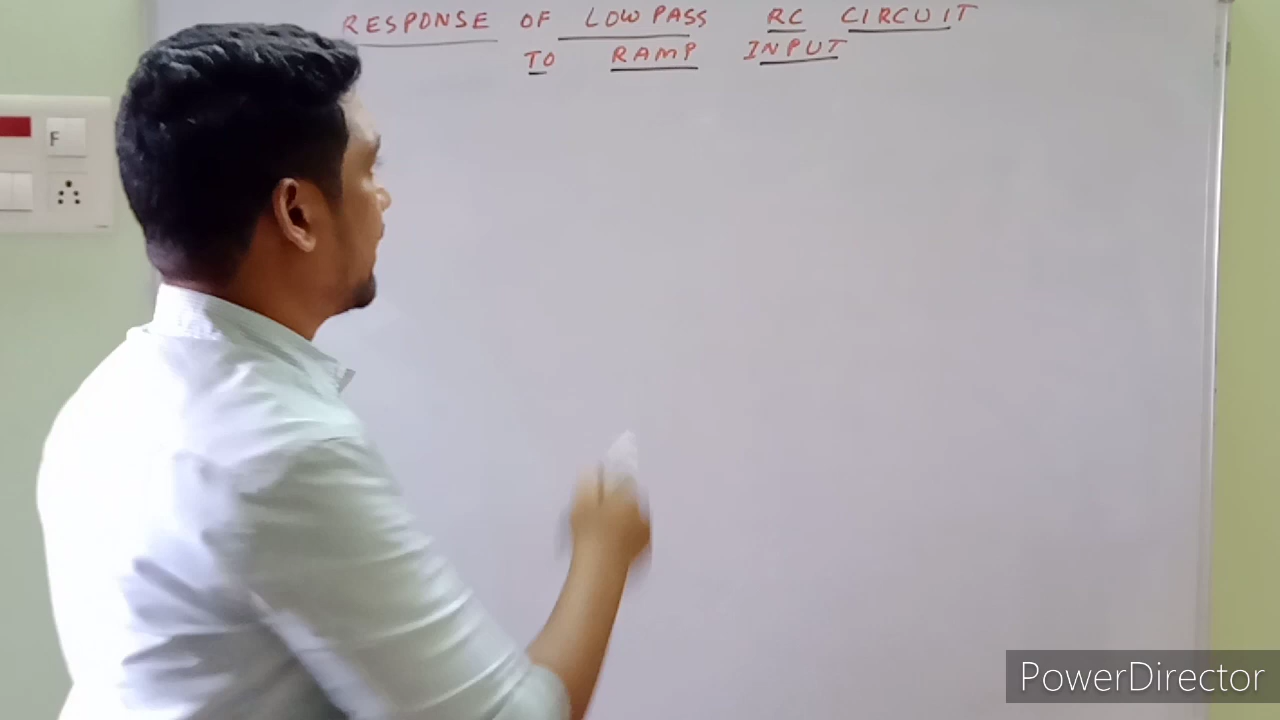 RESPONSE OF LOW PASS RC CIRCUIT
TO RAMP INPUT
F
PowerDirector